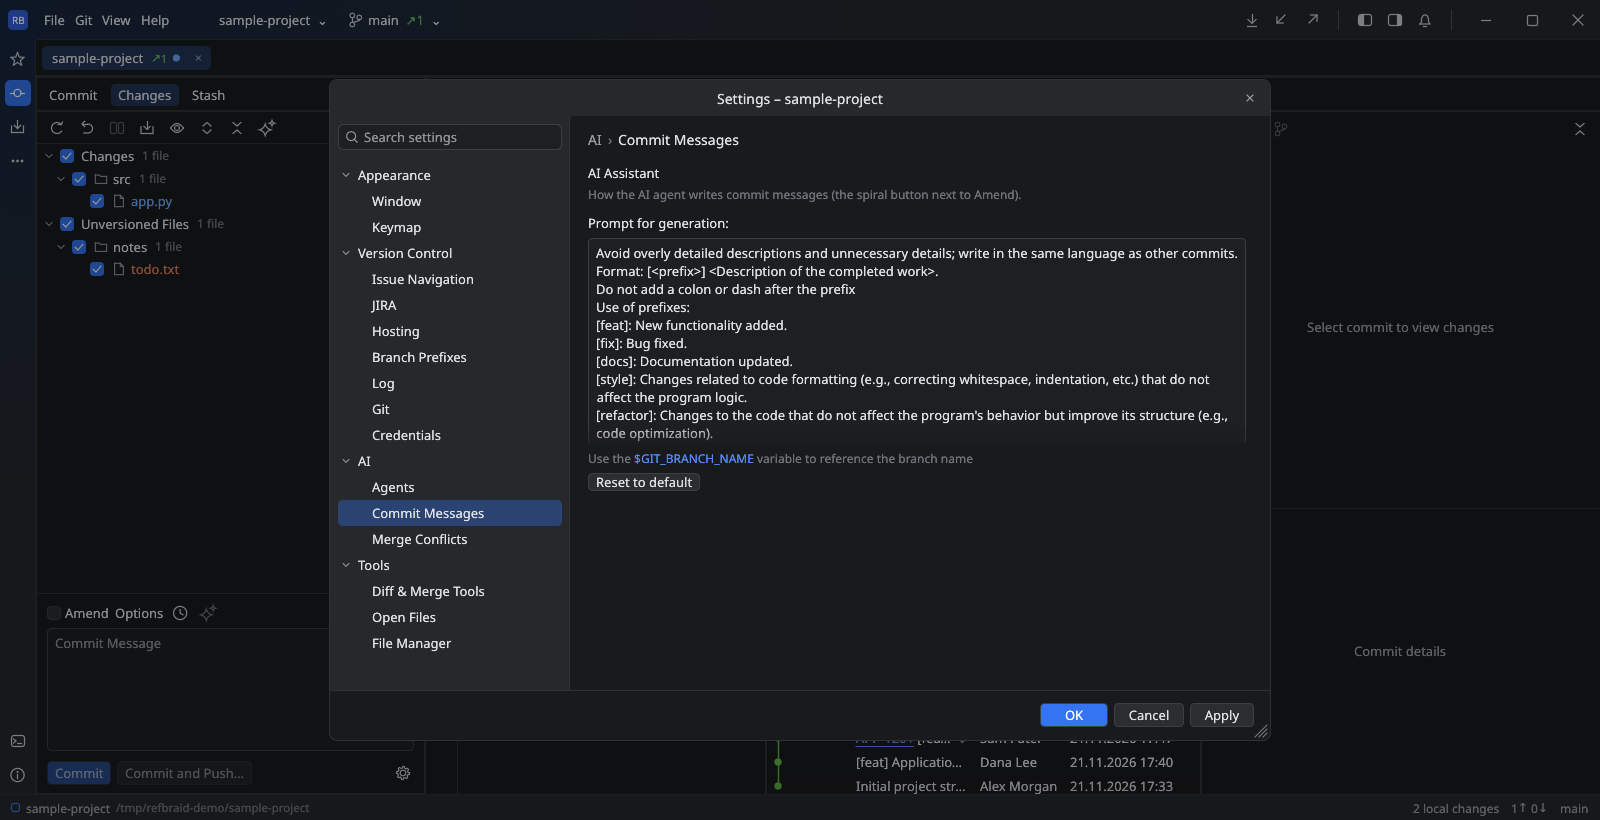 RB File Git View Help sample-project main ↗1
sample-project ↗1 ×
Commit Changes Stash
Changes 1 file
src 1 file
app.py
Unversioned Files 1 file
notes 1 file
todo.txt
Amend Options
Commit Message
Commit Commit and Push...
Settings – sample-project
Search settings
Appearance
Window
Keymap
Version Control
Issue Navigation
JIRA
Hosting
Branch Prefixes
Log
Git
Credentials
AI
Agents
Commit Messages
Merge Conflicts
Tools
Diff & Merge Tools
Open Files
File Manager
AI › Commit Messages
AI Assistant
How the AI agent writes commit messages (the spiral button next to Amend).
Prompt for generation:
Avoid overly detailed descriptions and unnecessary details; write in the same language as other commits.
Format: [<prefix>] <Description of the completed work>.
Do not add a colon or dash after the prefix
Use of prefixes:
[feat]: New functionality added.
[fix]: Bug fixed.
[docs]: Documentation updated.
[style]: Changes related to code formatting (e.g., correcting whitespace, indentation, etc.) that do not
affect the program logic.
[refactor]: Changes to the code that do not affect the program's behavior but improve its structure (e.g.,
code optimization).
Use the $GIT_BRANCH_NAME variable to reference the branch name
Reset to default
OK Cancel Apply
Select commit to view changes
Commit details
[feat] Applicatio... Dana Lee 21.11.2026 17:40
Initial project str... Alex Morgan 21.11.2026 17:33
sample-project /tmp/refbraid-demo/sample-project 2 local changes 1↑ 0↓ main